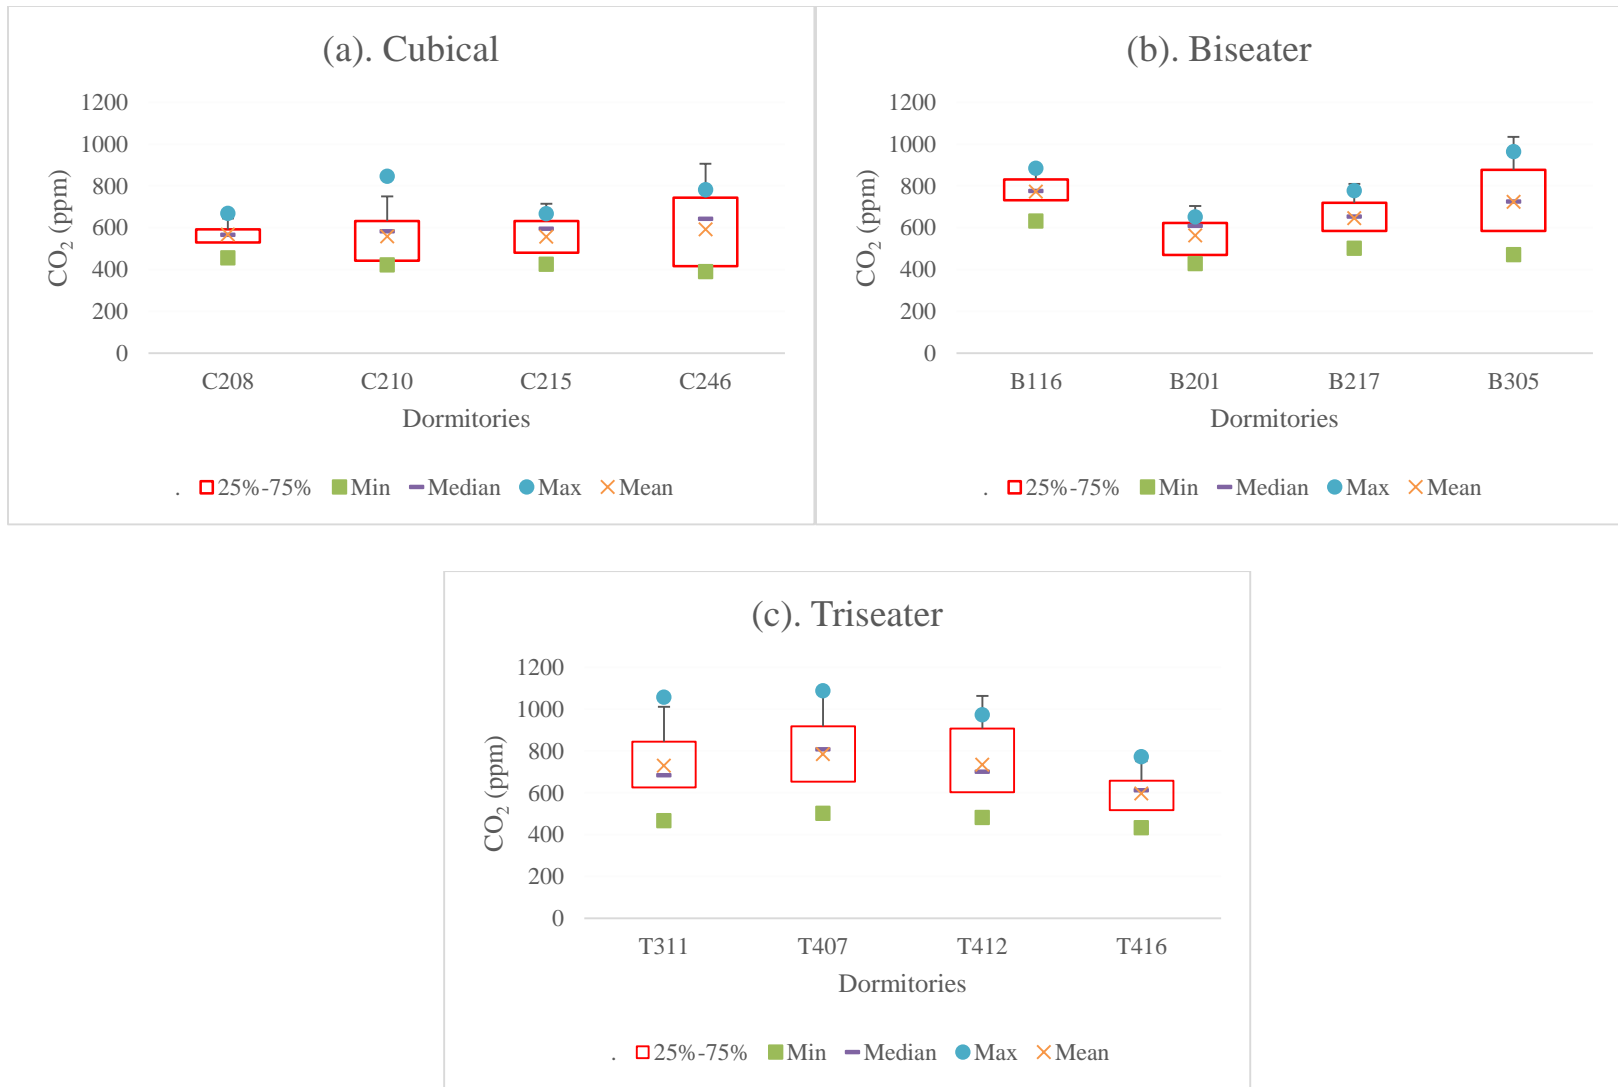 (a). Cubical
1200
1000
800
600
400
200
0
CO₂ (ppm)
C208 C210 C215 C246
Dormitories
. 25%-75% Min Median Max Mean
(b). Biseater
1200
1000
800
600
400
200
0
CO₂ (ppm)
B116 B201 B217 B305
Dormitories
. 25%-75% Min Median Max Mean
(c). Triseater
1200
1000
800
600
400
200
0
CO₂ (ppm)
T311 T407 T412 T416
Dormitories
. 25%-75% Min Median Max Mean